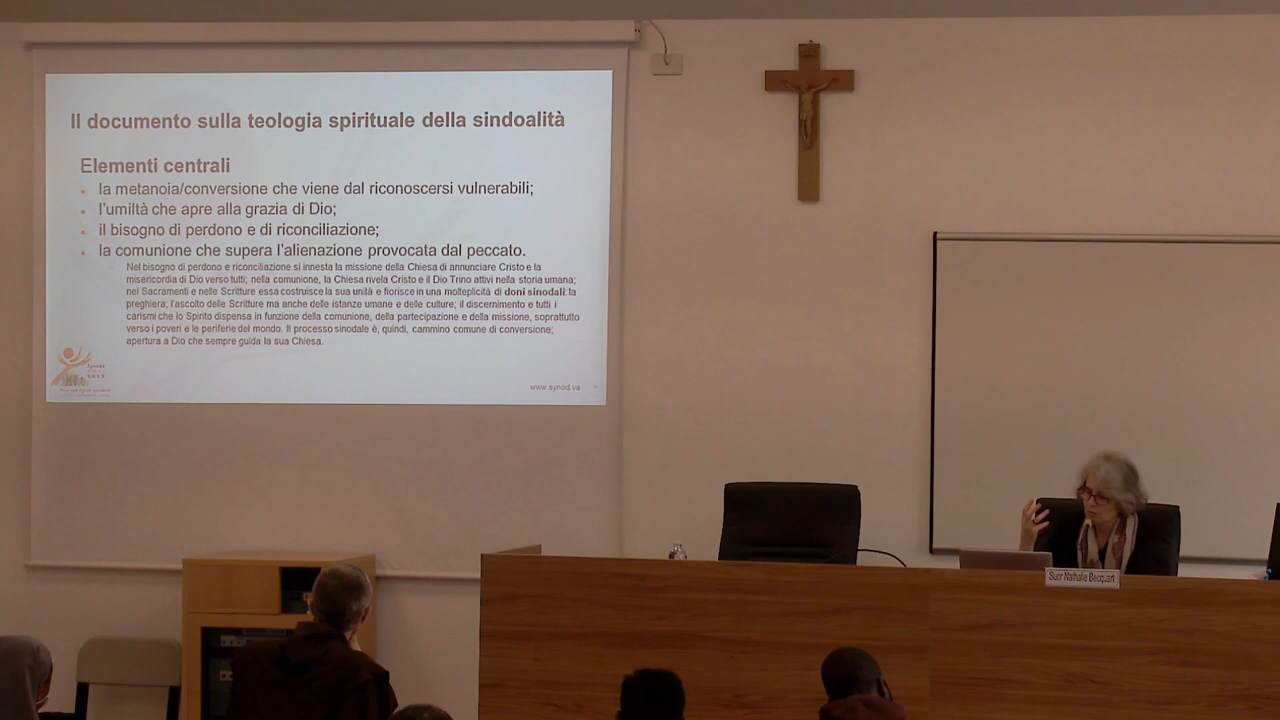 Il documento sulla teologia spirituale della sindoalità
Elementi centrali
• la metanoia/conversione che viene dal riconoscersi vulnerabili;
• l'umiltà che apre alla grazia di Dio;
• il bisogno di perdono e di riconciliazione;
• la comunione che supera l'alienazione provocata dal peccato.
Nel bisogno di perdono e riconciliazione si innesta la missione della Chiesa di annunciare Cristo e la
misericordia di Dio verso tutti; nella comunione, la Chiesa rivela Cristo e il Dio Trino attivi nella storia umana;
nei Sacramenti e nelle Scritture essa costruisce la sua unità e fiorisce in una molteplicità di doni sinodali: la
preghiera; l'ascolto delle Scritture ma anche delle istanze umane e delle culture; il discernimento e tutti i
carismi che lo Spirito dispensa in funzione della comunione, della partecipazione e della missione, soprattutto
verso i poveri e le periferie del mondo. Il processo sinodale è, quindi, cammino comune di conversione;
apertura a Dio che sempre guida la sua Chiesa.
Synod
www.synod.va
Suor Nathalie Becquart